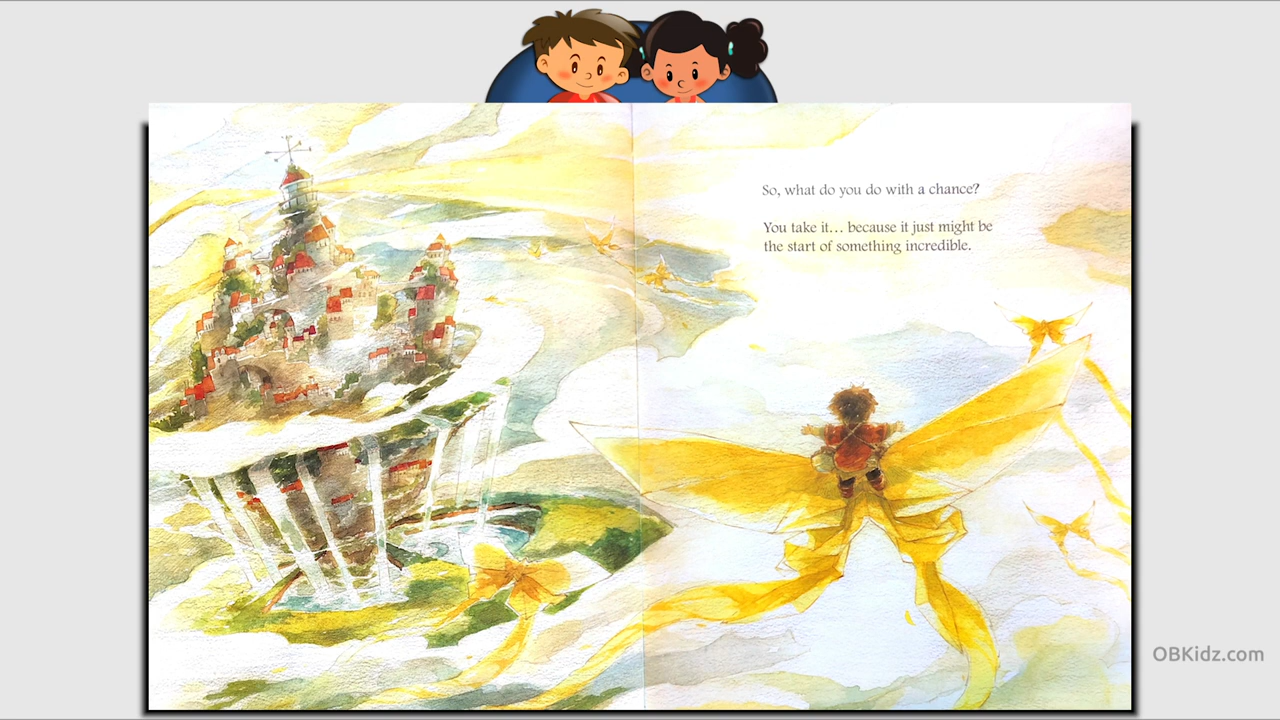 So, what do you do with a chance?
You take it... because it just might be
the start of something incredible.
OBKidz.com